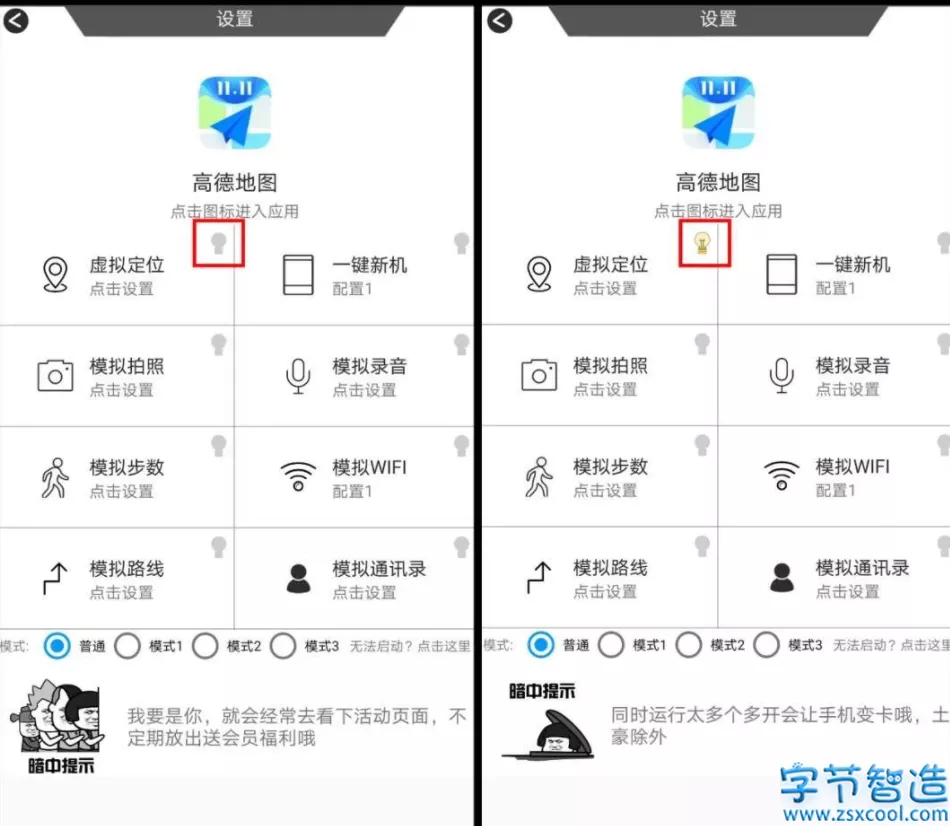 设置
11.11
高德地图
点击图标进入应用
虚拟定位
点击设置
一键新机
配置1
模拟拍照
点击设置
模拟录音
点击设置
模拟步数
点击设置
模拟WIFI
配置1
模拟路线
点击设置
模拟通讯录
点击设置
模式: 普通 模式1 模式2 模式3 无法启动?点击这里
我要是你，就会经常去看下活动页面，不
定期放出送会员福利哦
暗中提示
设置
11.11
高德地图
点击图标进入应用
虚拟定位
点击设置
一键新机
配置1
模拟拍照
点击设置
模拟录音
点击设置
模拟步数
点击设置
模拟WIFI
配置1
模拟路线
点击设置
模拟通讯录
点击设置
模式: 普通 模式1 模式2 模式3 无法启动?点击这里
暗中提示
同时运行太多个多开会让手机变卡哦，土
豪除外
字节智造
www.zsxcool.com